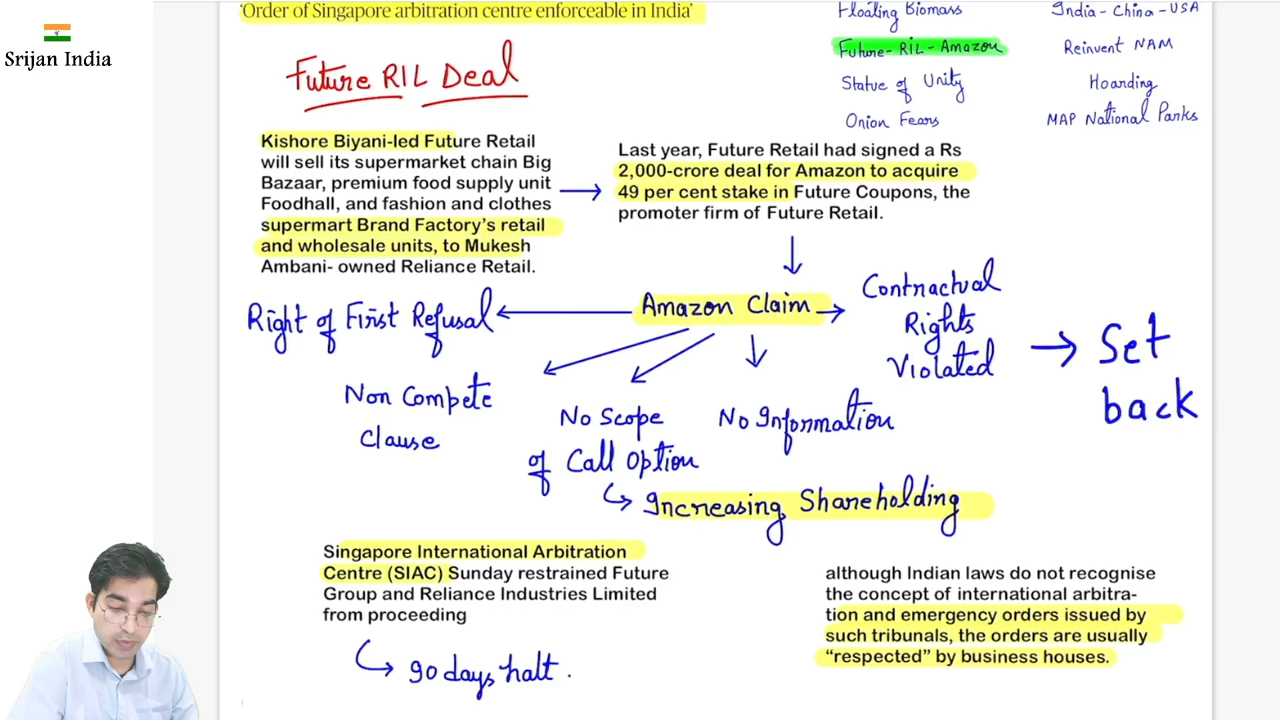 'Order of Singapore arbitration centre enforceable in India'
Srijan India
Floating Biomass
India - China - USA
Future - RIL - Amazon
Reinvent NAM
Statue of Unity
Hoarding
Onion Fears
MAP National Parks
Future RIL Deal
Kishore Biyani-led Future Retail
will sell its supermarket chain Big
Bazaar, premium food supply unit
Foodhall, and fashion and clothes
supermart Brand Factory's retail
and wholesale units, to Mukesh
Ambani- owned Reliance Retail.
Last year, Future Retail had signed a Rs
2,000-crore deal for Amazon to acquire
49 per cent stake in Future Coupons, the
promoter firm of Future Retail.
Amazon Claim
Right of First Refusal
Non Compete
Clause
No Scope
of Call Option
Increasing Shareholding
No Information
Contractual
Rights
Violated
Set
back
Singapore International Arbitration
Centre (SIAC) Sunday restrained Future
Group and Reliance Industries Limited
from proceeding
90 days halt.
although Indian laws do not recognise
the concept of international arbitra-
tion and emergency orders issued by
such tribunals, the orders are usually
"respected" by business houses.